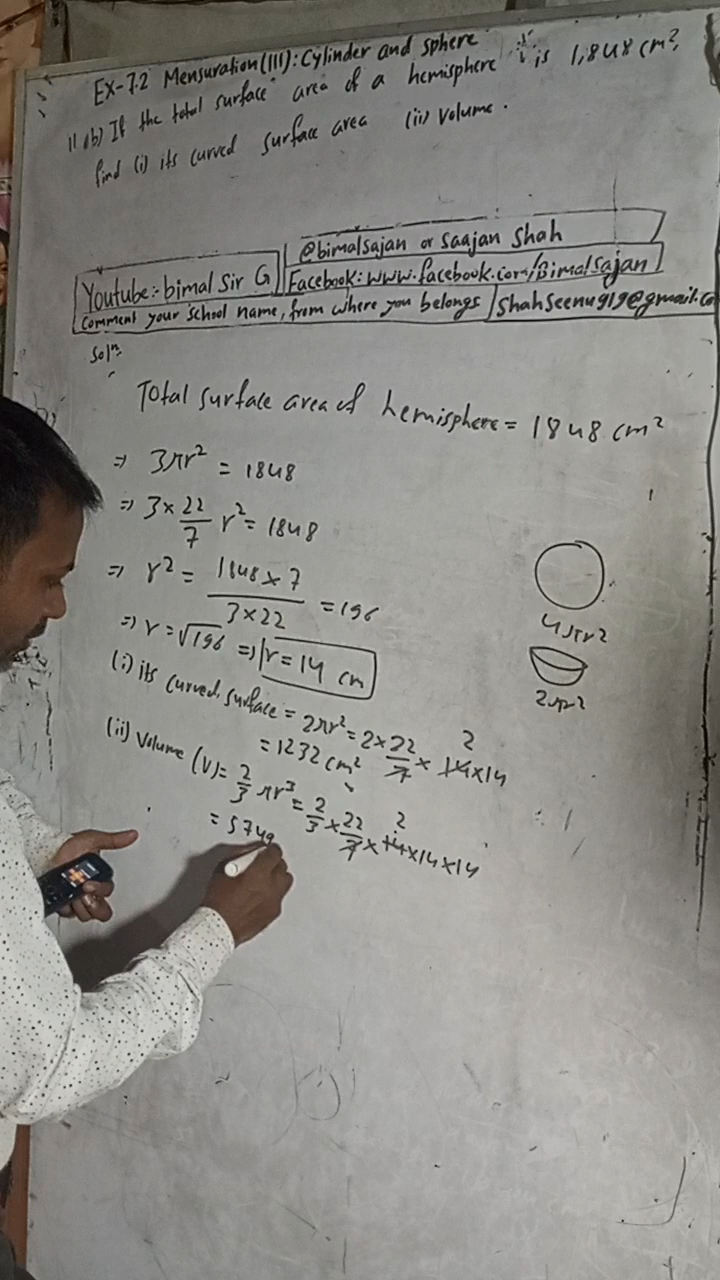 Ex-7.2 Mensuration(III): Cylinder and sphere
11.(b) If the total surface area of a hemisphere is 1,848 cm².
find (i) its curved surface area (ii) Volume.
@bimalsajan or Saajan Shah
Youtube:- bimal Sir G
Facebook: www.facebook.com/Bimalsajan
Comment your School name, from where you belongs
Shahseenu919@gmail.co
Solⁿ.
Total surface area of hemisphere = 1848 cm²
⇒ 3πr² = 1848
⇒ 3 × 22/7 r² = 1848
⇒ r² = 1848 × 7 / 3 × 22 = 196
⇒ r = √196 ⇒ r = 14 cm
4πr²
2πr²
(i) its curved surface = 2πr² = 2 × 22/7 × 14 × 14
2
= 1232 cm²
(ii) Volume (V) = 2/3 πr³ = 2/3 × 22/7 × 14 × 14 × 14
2
= 5749